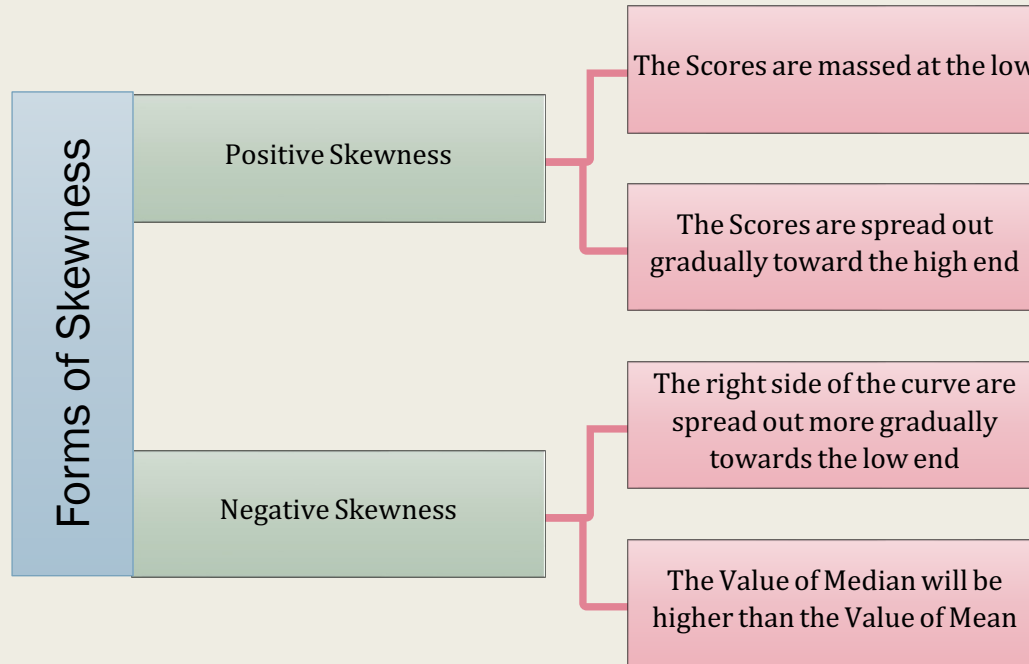 Forms of Skewness
Positive Skewness
The Scores are massed at the low
The Scores are spread out
gradually toward the high end
Negative Skewness
The right side of the curve are
spread out more gradually
towards the low end
The Value of Median will be
higher than the Value of Mean